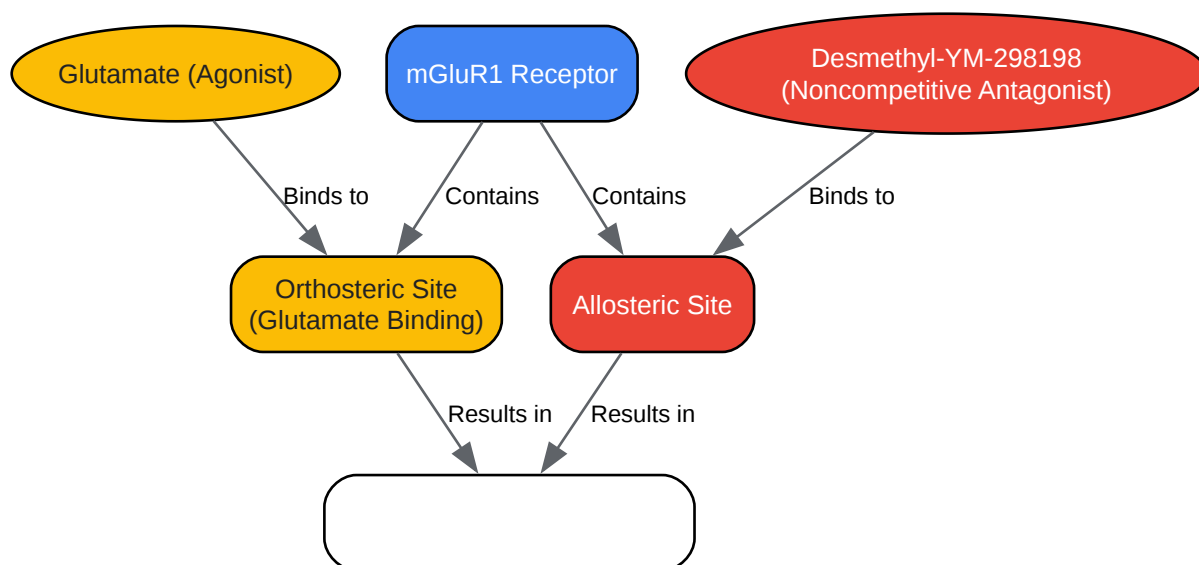 Glutamate (Agonist)
mGluR1 Receptor
Desmethyl-YM-298198
(Noncompetitive Antagonist)
Binds to
Contains
Contains
Binds to
Orthosteric Site
(Glutamate Binding)
Allosteric Site
Results in
Results in